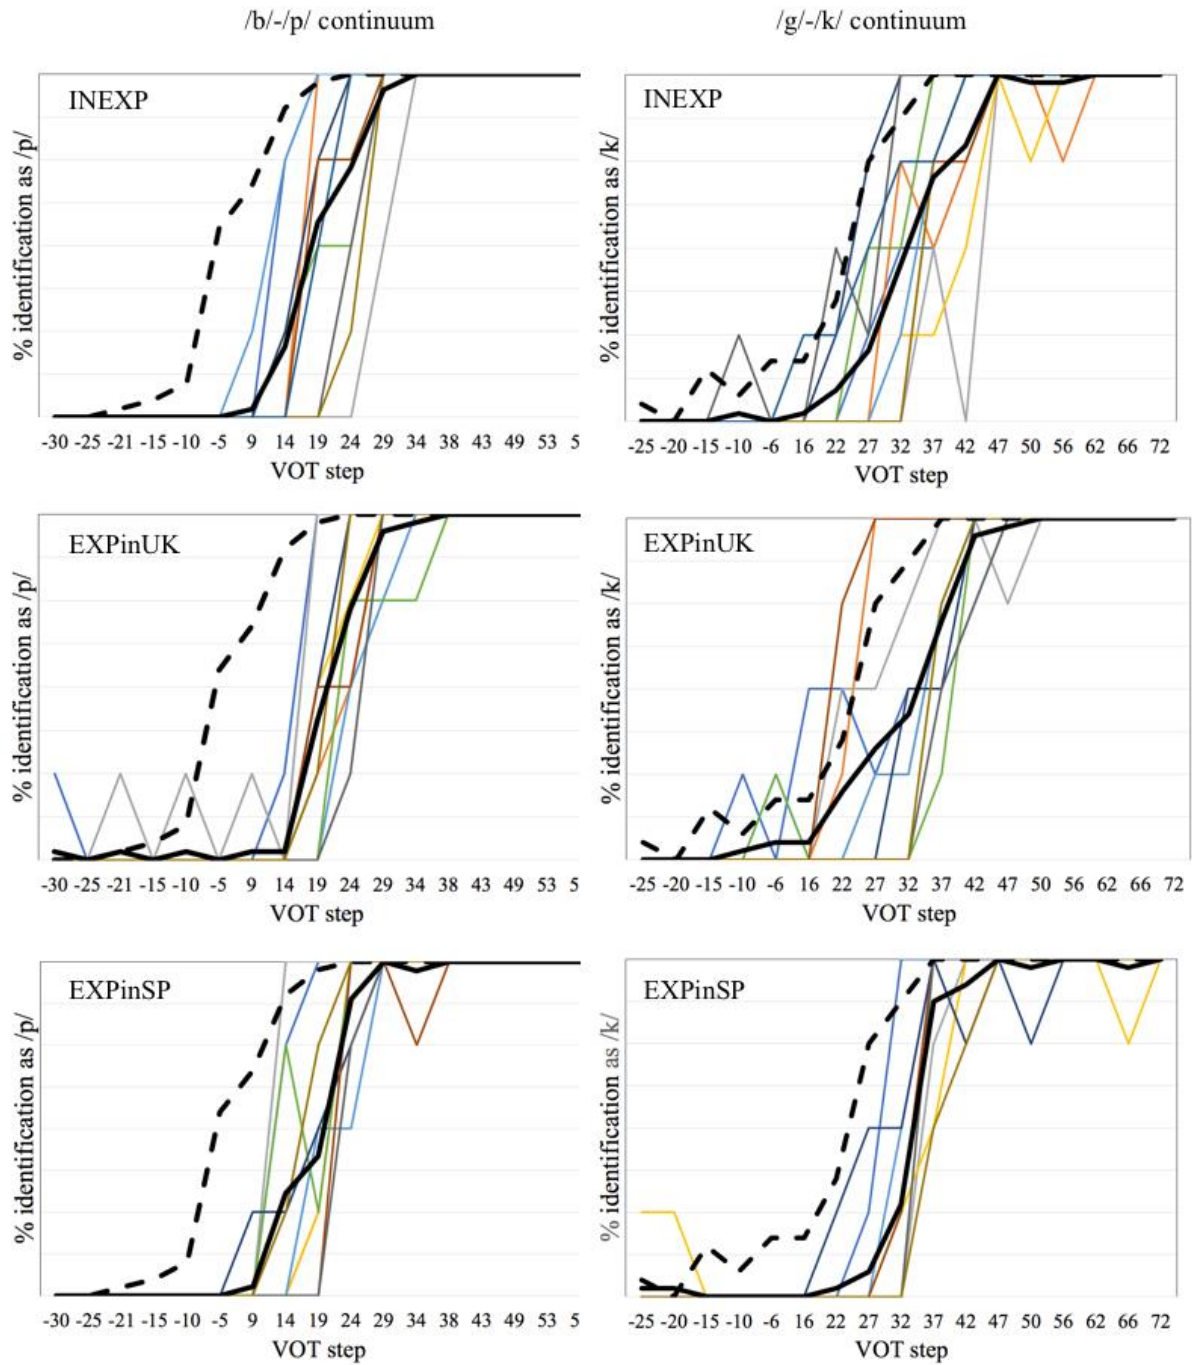 /b/-/p/ continuum
/g/-/k/ continuum
INEXP
% identification as /p/
-30 -25 -21 -15 -10 -5 9 14 19 24 29 34 38 43 49 53 5
VOT step
INEXP
% identification as /k/
-25 -20 -15 -10 -6 16 22 27 32 37 42 47 50 56 62 66 72
VOT step
EXPinUK
% identification as /p/
-30 -25 -21 -15 -10 -5 9 14 19 24 29 34 38 43 49 53 5
VOT step
EXPinUK
% identification as /k/
-25 -20 -15 -10 -6 16 22 27 32 37 42 47 50 56 62 66 72
VOT step
EXPinSP
% identification as /p/
-30 -25 -21 -15 -10 -5 9 14 19 24 29 34 38 43 49 53 5
VOT step
EXPinSP
% identification as /k/
-25 -20 -15 -10 -6 16 22 27 32 37 42 47 50 56 62 66 72
VOT step